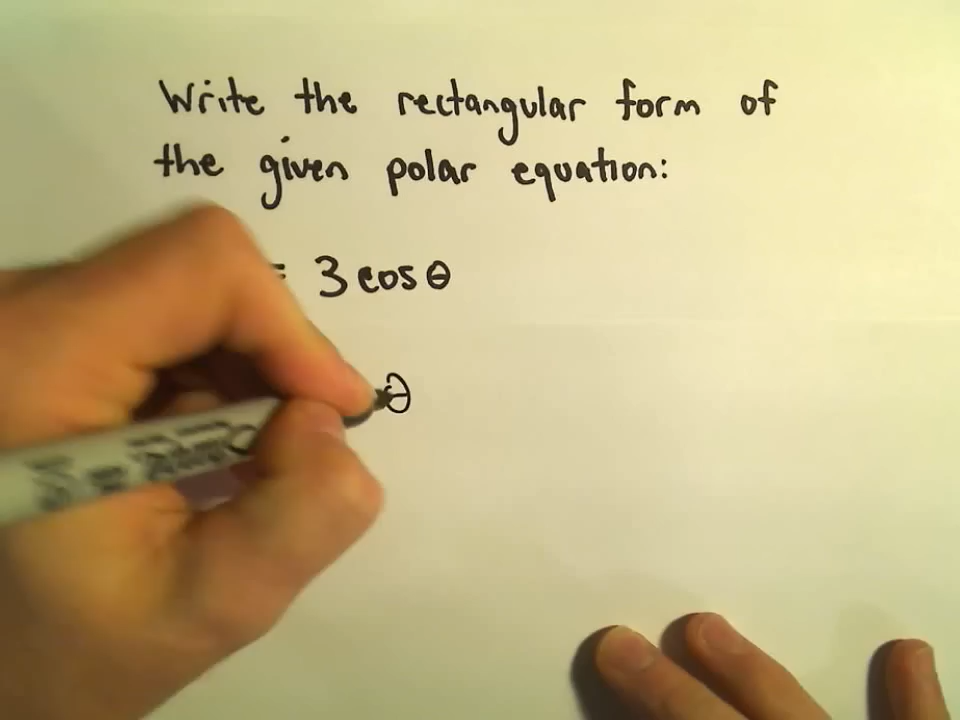 Write the rectangular form of
the given polar equation:
= 3 cos θ
θ